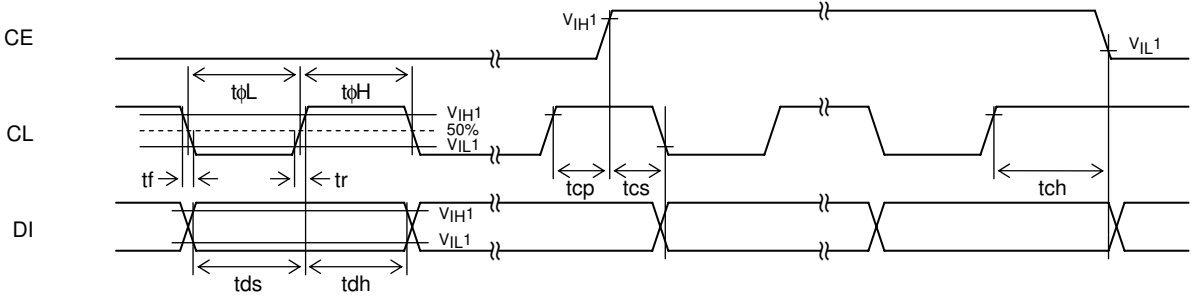 CE
VIH1
VIL1
tϕL
tϕH
CL
VIH1
50%
VIL1
tf
tr
tcp
tcs
tch
DI
VIH1
VIL1
tds
tdh